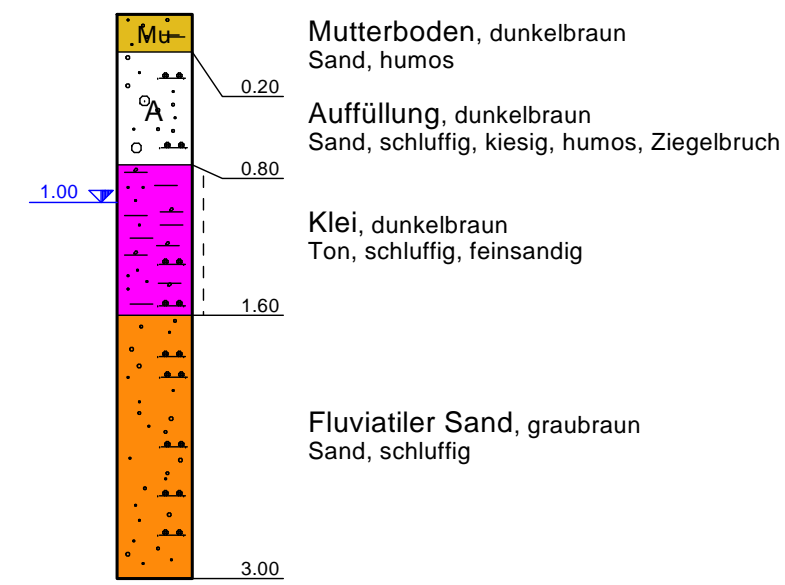 Mu
Mutterboden, dunkelbraun
Sand, humos
0.20
A
Auffüllung, dunkelbraun
Sand, schluffig, kiesig, humos, Ziegelbruch
0.80
1.00
Klei, dunkelbraun
Ton, schluffig, feinsandig
1.60
Fluviatiler Sand, graubraun
Sand, schluffig
3.00